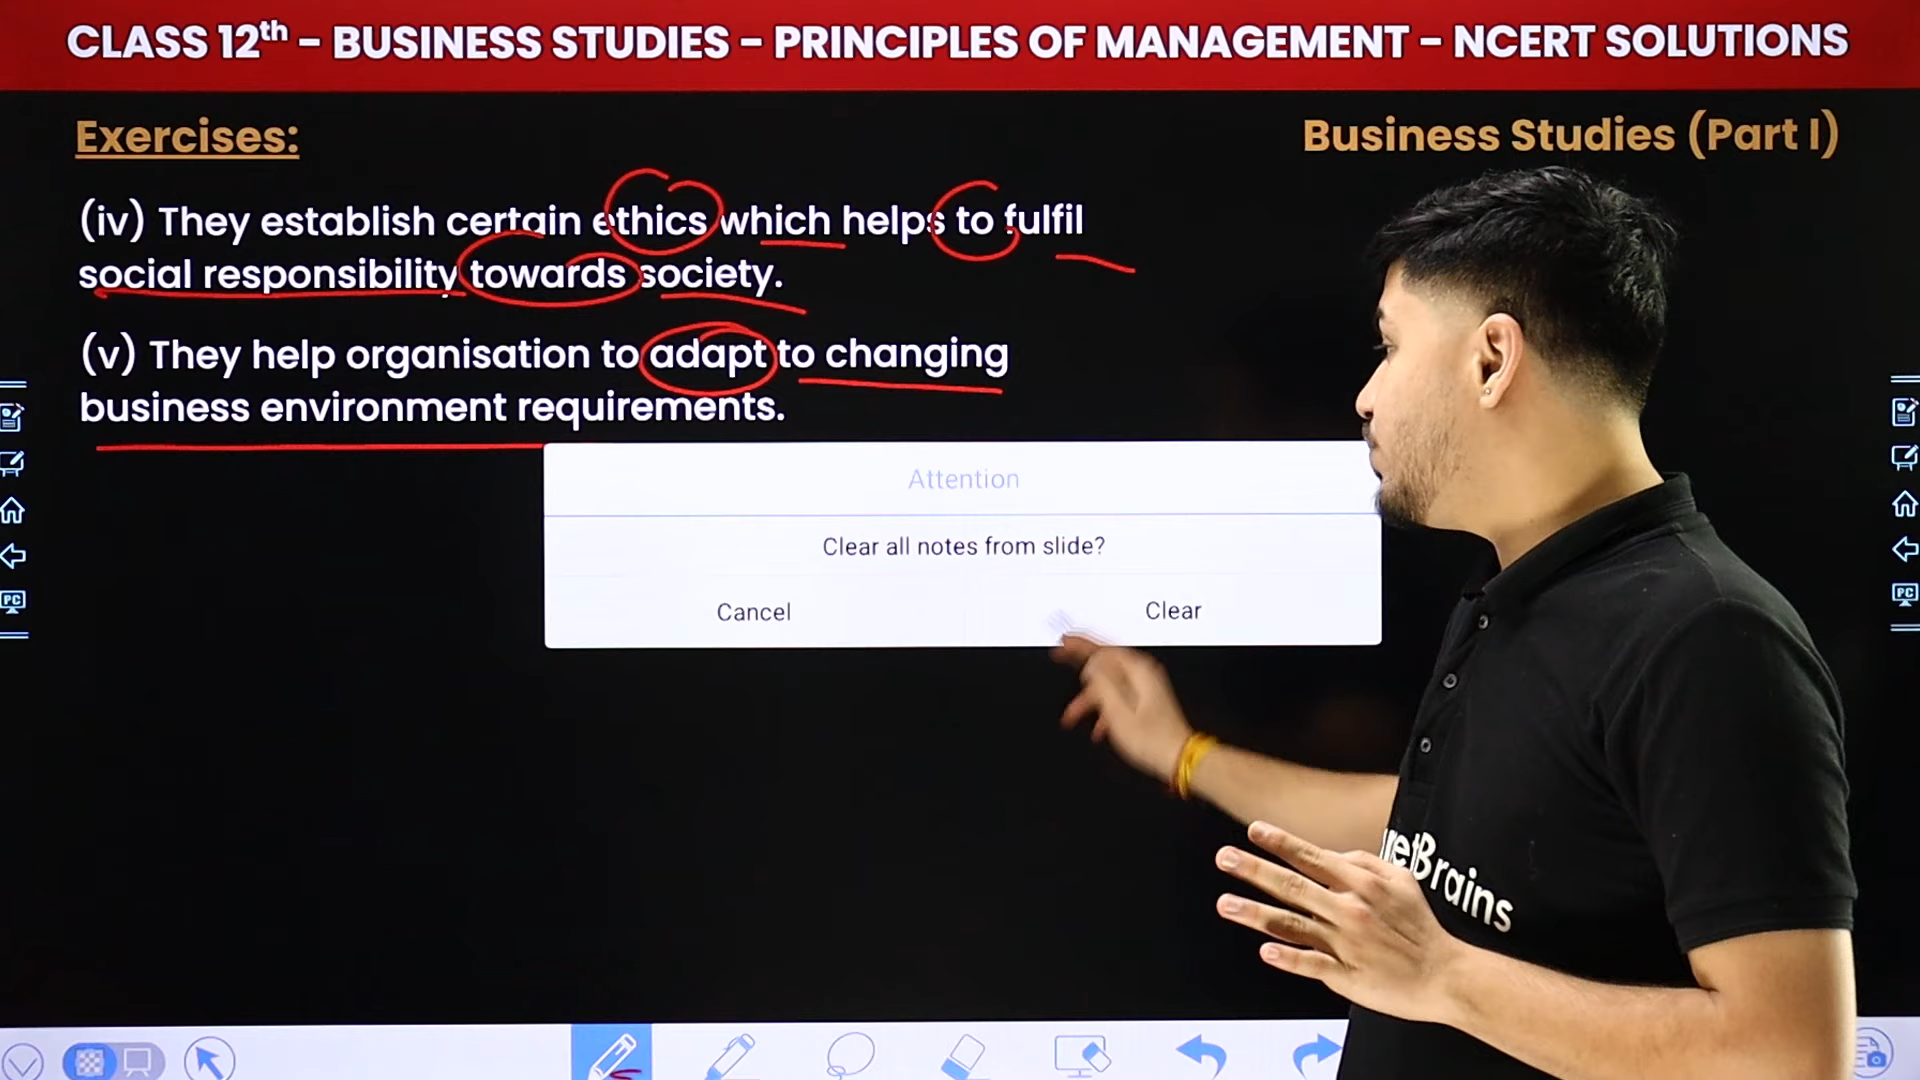 CLASS 12th - BUSINESS STUDIES - PRINCIPLES OF MANAGEMENT - NCERT SOLUTIONS
Exercises:
Business Studies (Part I)
(iv) They establish certain ethics which helps to fulfil
social responsibility towards society.
(v) They help organisation to adapt to changing
business environment requirements.
Attention
Clear all notes from slide?
Cancel
Clear
PC
PC
Brains